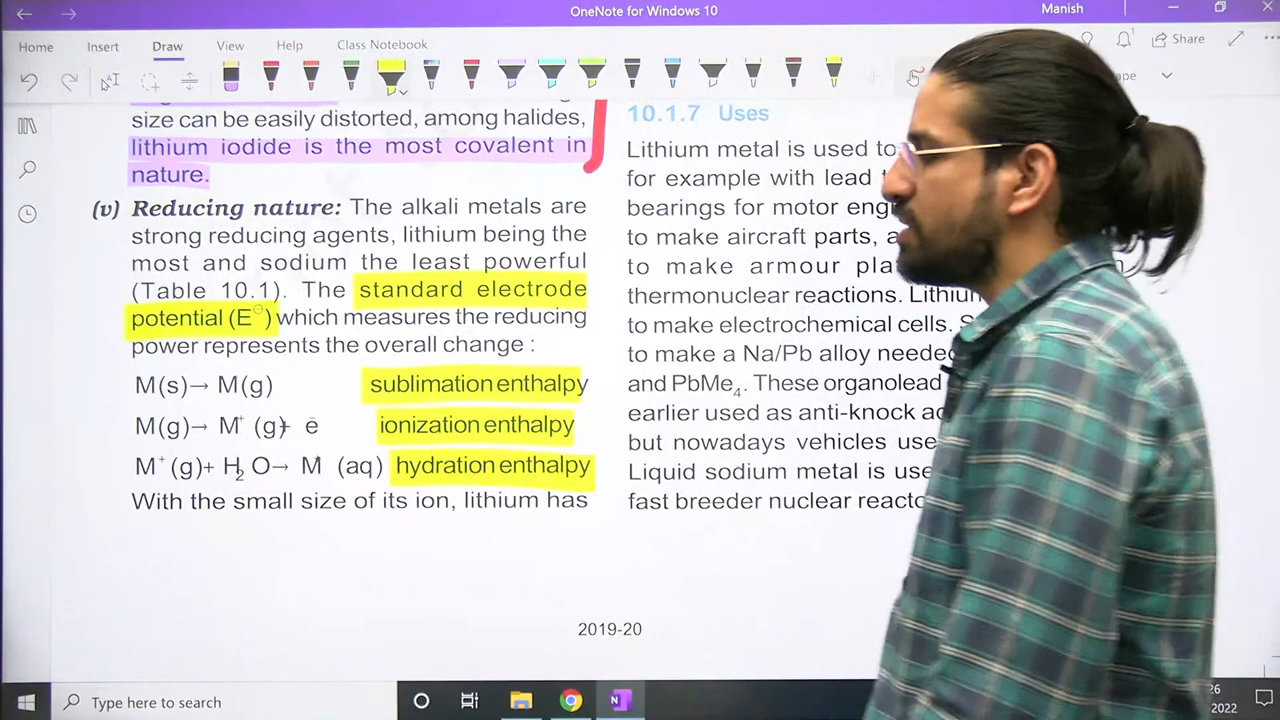 OneNote for Windows 10
Manish
Home
Insert
Draw
View
Help
Class Notebook
Share
size can be easily distorted, among halides,
lithium iodide is the most covalent in
nature.
(v) Reducing nature: The alkali metals are
strong reducing agents, lithium being the
most and sodium the least powerful
(Table 10.1). The standard electrode
potential (E⊖) which measures the reducing
power represents the overall change :
M(s)→ M(g) sublimation enthalpy
M(g)→ M⁺ (g)+ ē ionization enthalpy
M⁺(g)+ H₂O→ M⁺ (aq) hydration enthalpy
With the small size of its ion, lithium has
10.1.7 Uses
Lithium metal is used to
for example with lead
bearings for motor
to make aircraft parts,
to make armour
thermonuclear reactions. Lithium
to make electrochemical cells.
to make a Na/Pb alloy
and PbMe₄. These organolead
earlier used as anti-knock
but nowadays vehicles
Liquid sodium metal is
fast breeder nuclear
2019-20
Type here to search
2022